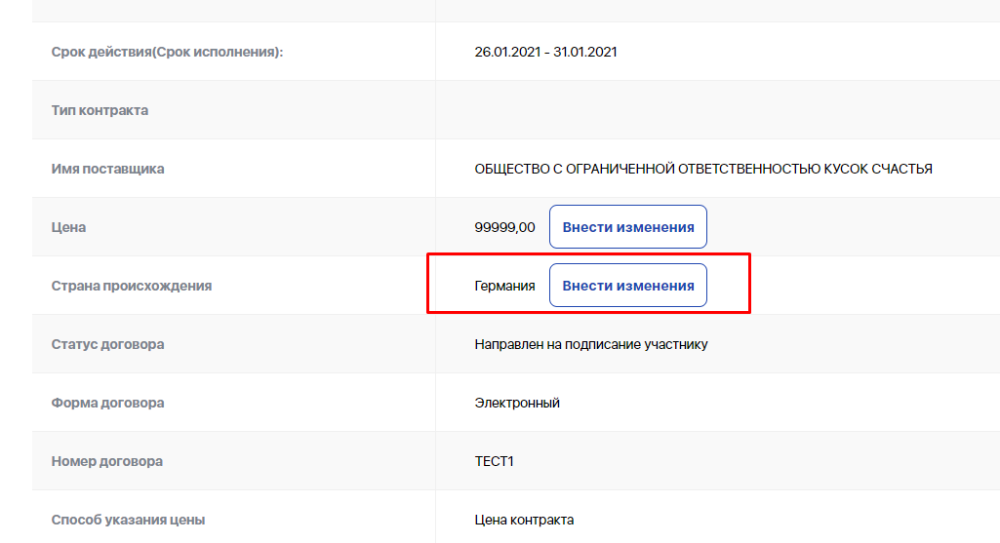 Срок действия(Срок исполнения): 26.01.2021 - 31.01.2021
Тип контракта
Имя поставщика ОБЩЕСТВО С ОГРАНИЧЕННОЙ ОТВЕТСТВЕННОСТЬЮ КУСОК СЧАСТЬЯ
Цена 99999,00 Внести изменения
Страна происхождения Германия Внести изменения
Статус договора Направлен на подписание участнику
Форма договора Электронный
Номер договора ТЕСТ1
Способ указания цены Цена контракта